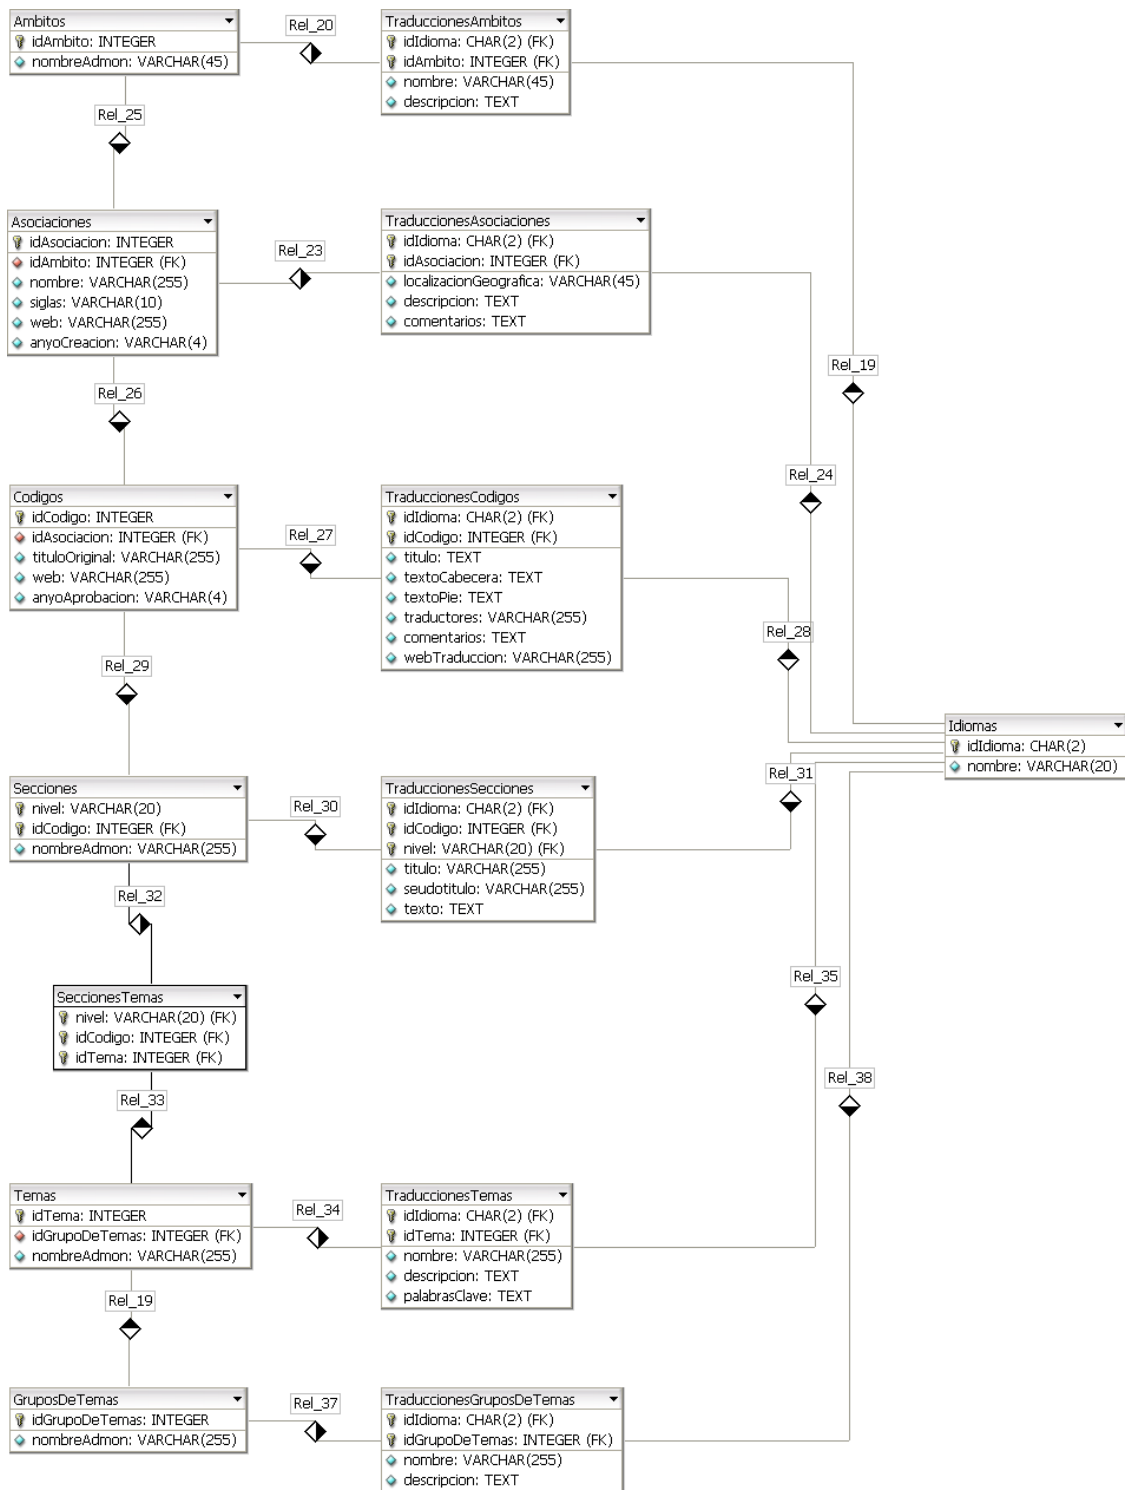 Ambitos
idAmbito: INTEGER
nombreAdmon: VARCHAR(45)
Rel_20
TraduccionesAmbitos
idIdioma: CHAR(2) (FK)
idAmbito: INTEGER (FK)
nombre: VARCHAR(45)
descripcion: TEXT
Rel_25
Asociaciones
idAsociacion: INTEGER
idAmbito: INTEGER (FK)
nombre: VARCHAR(255)
siglas: VARCHAR(10)
web: VARCHAR(255)
anyoCreacion: VARCHAR(4)
Rel_23
TraduccionesAsociaciones
idIdioma: CHAR(2) (FK)
idAsociacion: INTEGER (FK)
localizacionGeografica: VARCHAR(45)
descripcion: TEXT
comentarios: TEXT
Rel_19
Rel_26
Rel_24
Codigos
idCodigo: INTEGER
idAsociacion: INTEGER (FK)
tituloOriginal: VARCHAR(255)
web: VARCHAR(255)
anyoAprobacion: VARCHAR(4)
Rel_27
TraduccionesCodigos
idIdioma: CHAR(2) (FK)
idCodigo: INTEGER (FK)
titulo: TEXT
textoCabecera: TEXT
textoPie: TEXT
traductores: VARCHAR(255)
comentarios: TEXT
webTraduccion: VARCHAR(255)
Rel_28
Rel_29
Idiomas
idIdioma: CHAR(2)
nombre: VARCHAR(20)
Rel_31
Secciones
nivel: VARCHAR(20)
idCodigo: INTEGER (FK)
nombreAdmon: VARCHAR(255)
Rel_30
TraduccionesSecciones
idIdioma: CHAR(2) (FK)
idCodigo: INTEGER (FK)
nivel: VARCHAR(20) (FK)
titulo: VARCHAR(255)
seudotitulo: VARCHAR(255)
texto: TEXT
Rel_32
Rel_35
SeccionesTemas
nivel: VARCHAR(20) (FK)
idCodigo: INTEGER (FK)
idTema: INTEGER (FK)
Rel_38
Rel_33
Temas
idTema: INTEGER
idGrupoDeTemas: INTEGER (FK)
nombreAdmon: VARCHAR(255)
Rel_34
TraduccionesTemas
idIdioma: CHAR(2) (FK)
idTema: INTEGER (FK)
nombre: VARCHAR(255)
descripcion: TEXT
palabrasClave: TEXT
Rel_19
GruposDeTemas
idGrupoDeTemas: INTEGER
nombreAdmon: VARCHAR(255)
Rel_37
TraduccionesGruposDeTemas
idIdioma: CHAR(2) (FK)
idGrupoDeTemas: INTEGER (FK)
nombre: VARCHAR(255)
descripcion: TEXT